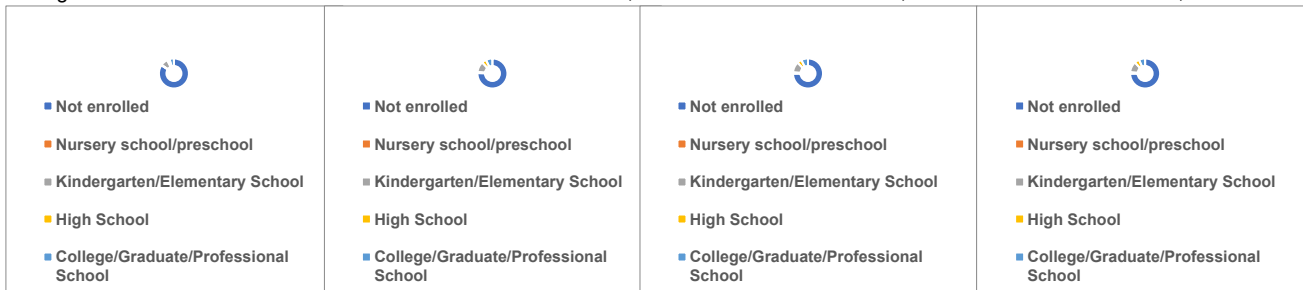 Not enrolled
Nursery school/preschool
Kindergarten/Elementary School
High School
College/Graduate/Professional
School
Not enrolled
Nursery school/preschool
Kindergarten/Elementary School
High School
College/Graduate/Professional
School
Not enrolled
Nursery school/preschool
Kindergarten/Elementary School
High School
College/Graduate/Professional
School
Not enrolled
Nursery school/preschool
Kindergarten/Elementary School
High School
College/Graduate/Professional
School